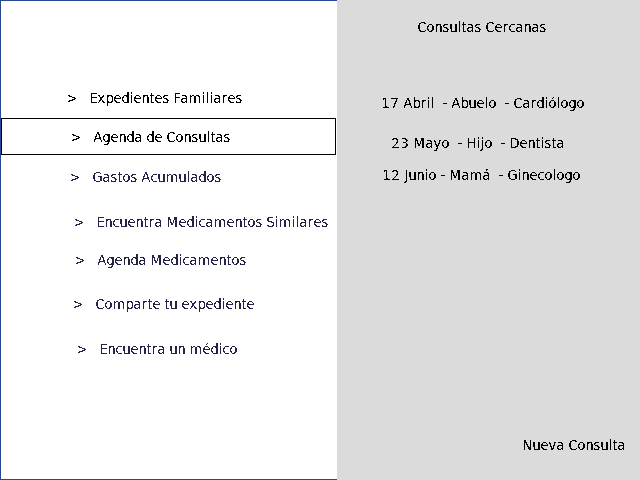 > Expedientes Familiares
> Agenda de Consultas
> Gastos Acumulados
> Encuentra Medicamentos Similares
> Agenda Medicamentos
> Comparte tu expediente
> Encuentra un médico
Consultas Cercanas
17 Abril - Abuelo - Cardiólogo
23 Mayo - Hijo - Dentista
12 Junio - Mamá - Ginecologo
Nueva Consulta